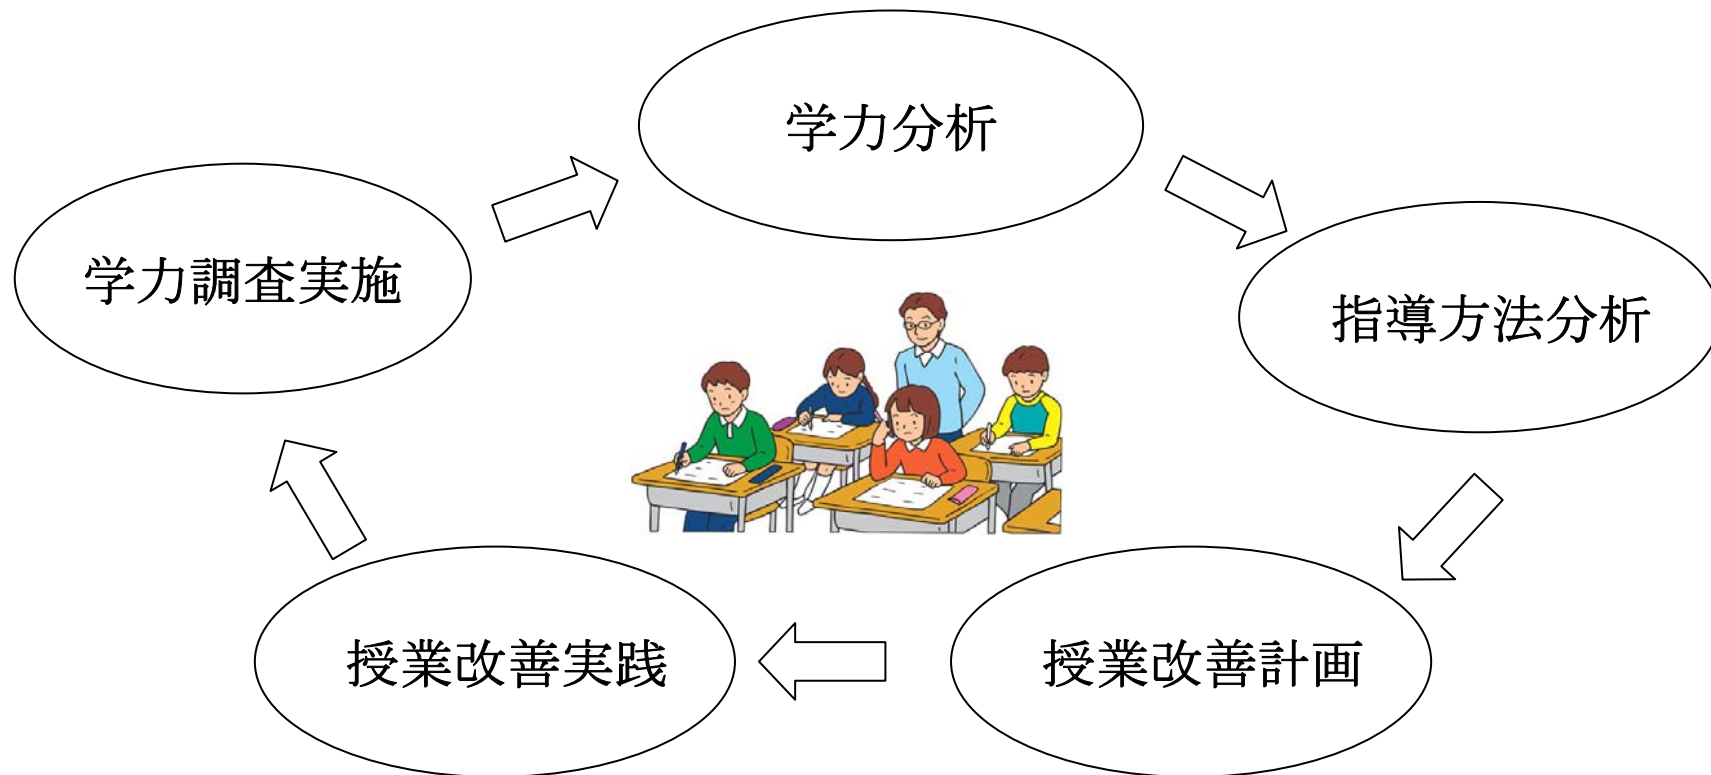 学力分析
学力調査実施
指導方法分析
授業改善実践
授業改善計画